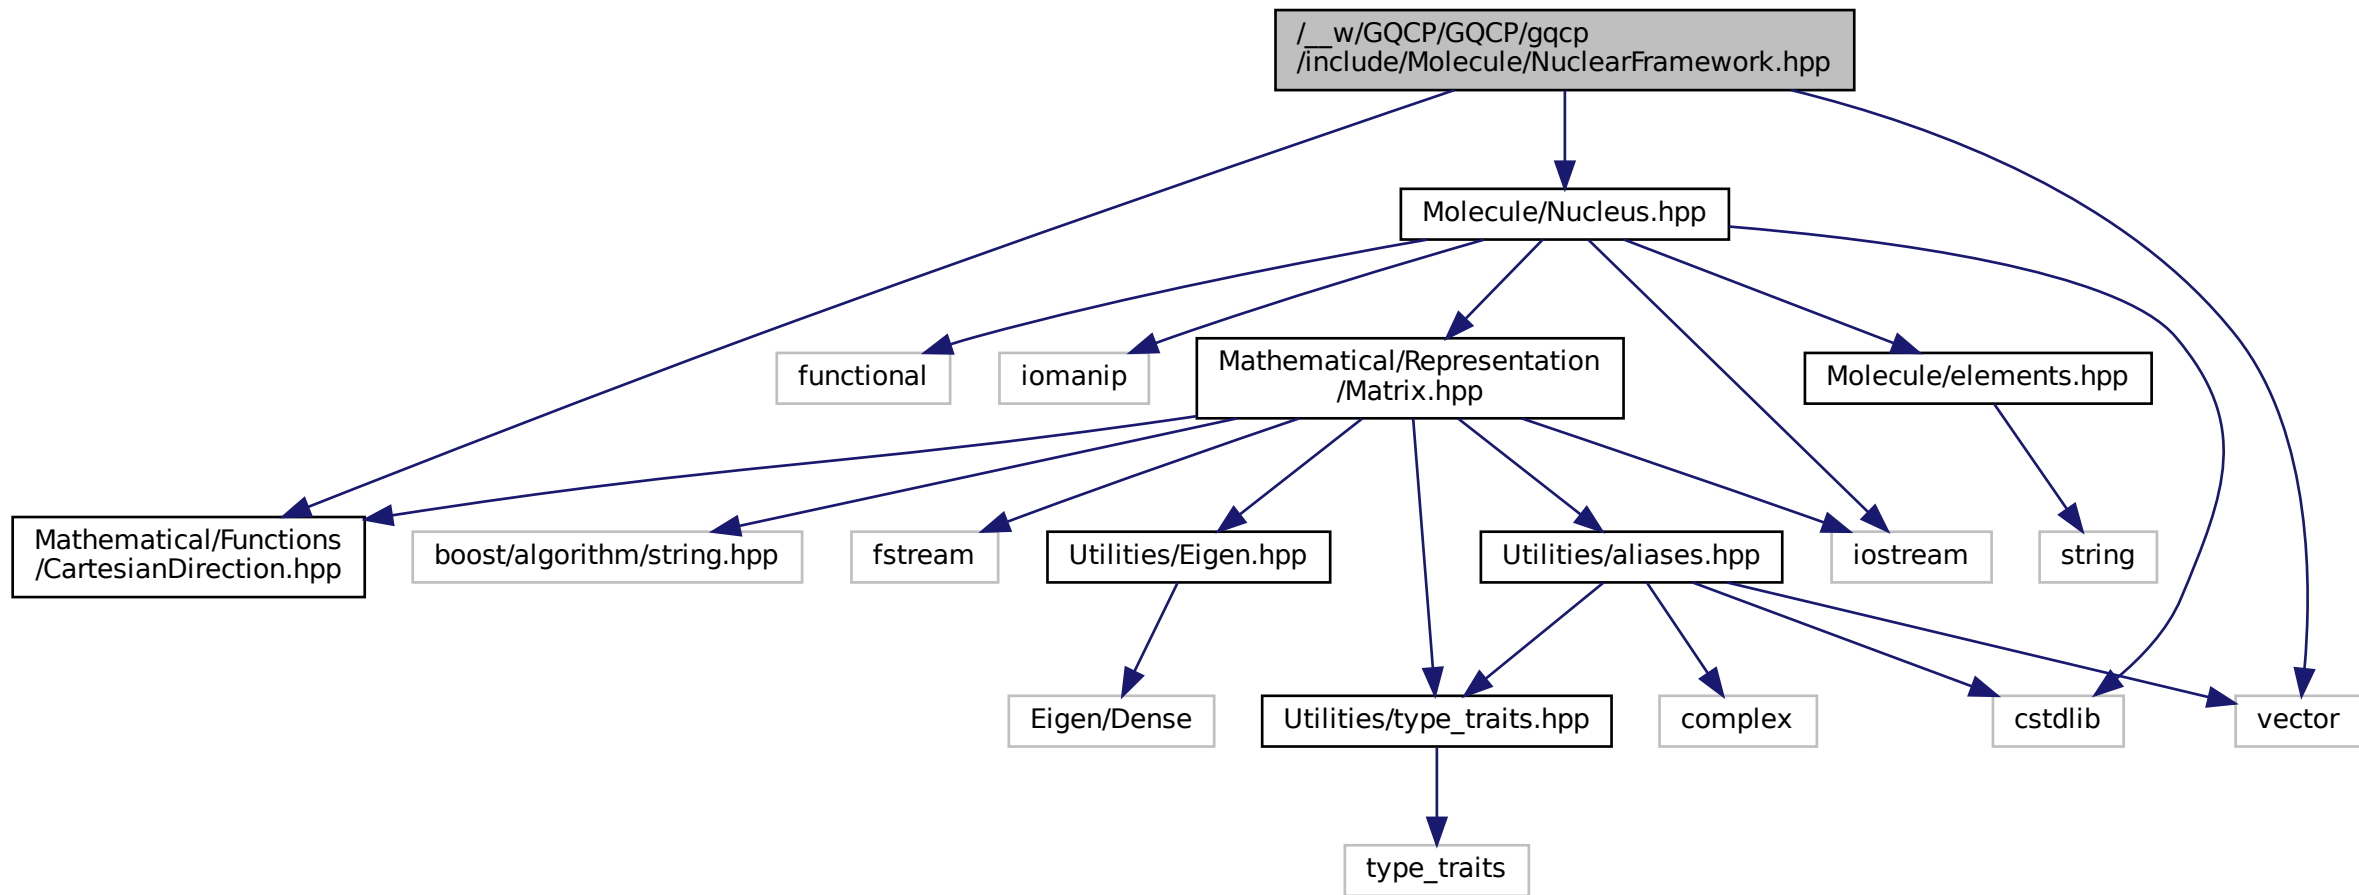 /__w/GQCP/GQCP/gqcp
/include/Molecule/NuclearFramework.hpp
Molecule/Nucleus.hpp
functional
iomanip
Mathematical/Representation
/Matrix.hpp
Molecule/elements.hpp
Mathematical/Functions
/CartesianDirection.hpp
boost/algorithm/string.hpp
fstream
Utilities/Eigen.hpp
Utilities/aliases.hpp
iostream
string
Eigen/Dense
Utilities/type_traits.hpp
complex
cstdlib
vector
type_traits